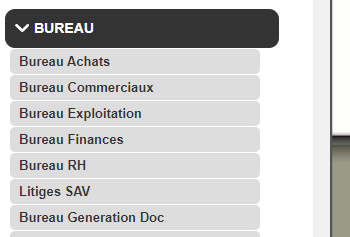 BUREAU
Bureau Achats
Bureau Commerciaux
Bureau Exploitation
Bureau Finances
Bureau RH
Litiges SAV
Bureau Generation Doc